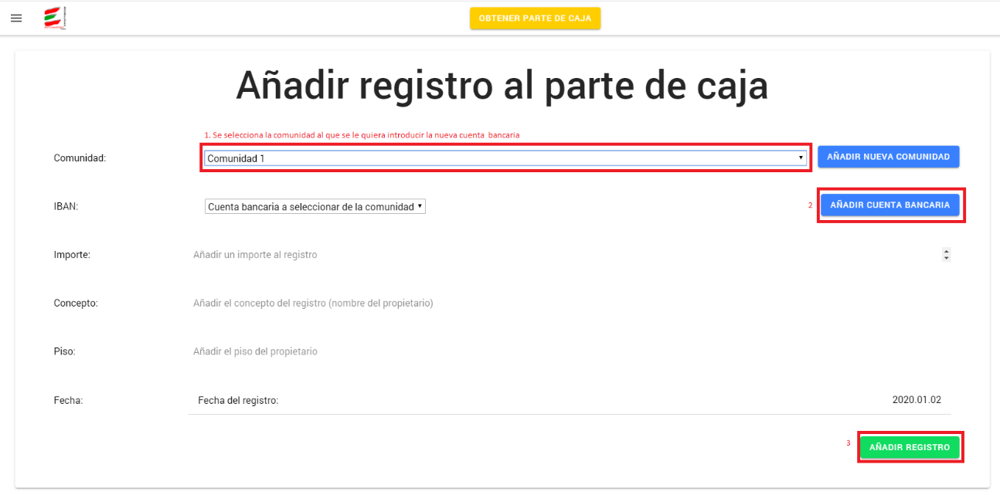 OBTENER PARTE DE CAJA
Añadir registro al parte de caja
1. Se selecciona la comunidad al que se le quiera introducir la nueva cuenta bancaria
Comunidad:
Comunidad 1
AÑADIR NUEVA COMUNIDAD
IBAN:
Cuenta bancaria a seleccionar de la comunidad
2
AÑADIR CUENTA BANCARIA
Importe:
Añadir un importe al registro
Concepto:
Añadir el concepto del registro (nombre del propietario)
Piso:
Añadir el piso del propietario
Fecha:
Fecha del registro:
2020.01.02
3
AÑADIR REGISTRO